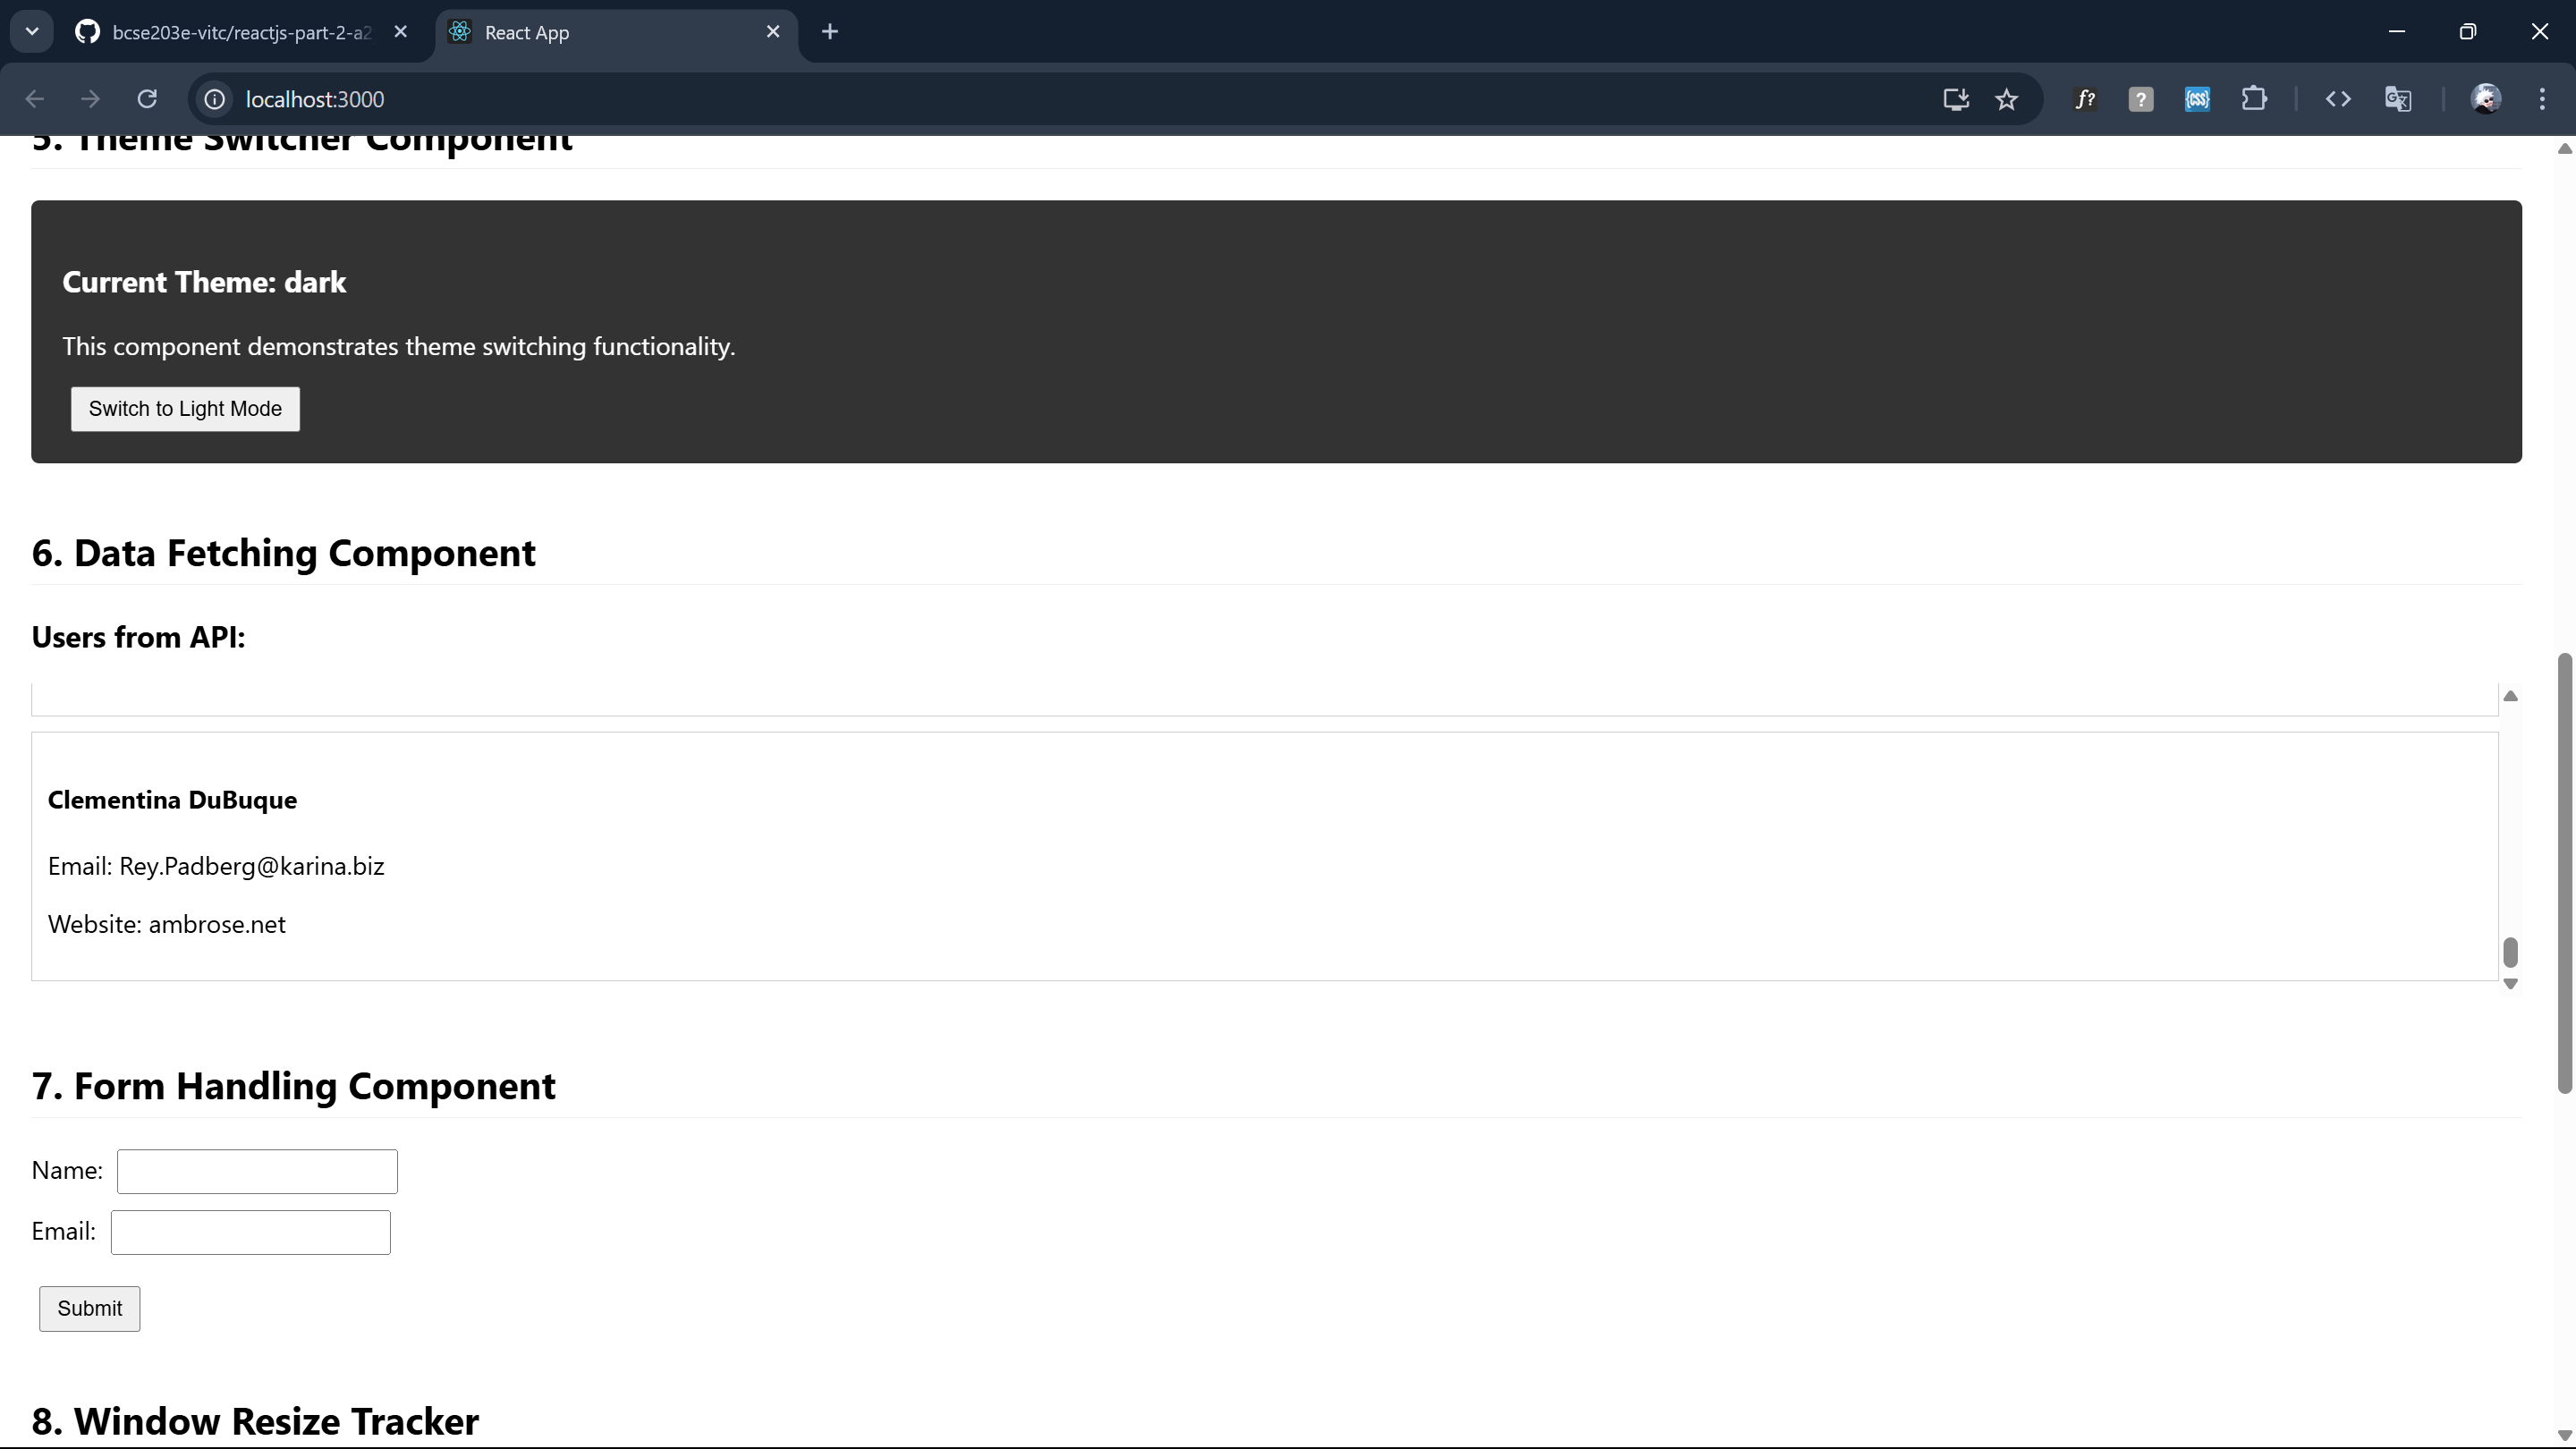 bcse203e-vitc/reactjs-part-2-a2
React App
localhost:3000
f?
?
{CSS}
5. Theme Switcher Component
Current Theme: dark
This component demonstrates theme switching functionality.
Switch to Light Mode
6. Data Fetching Component
Users from API:
Clementina DuBuque
Email: Rey.Padberg@karina.biz
Website: ambrose.net
7. Form Handling Component
Name:
Email:
Submit
8. Window Resize Tracker